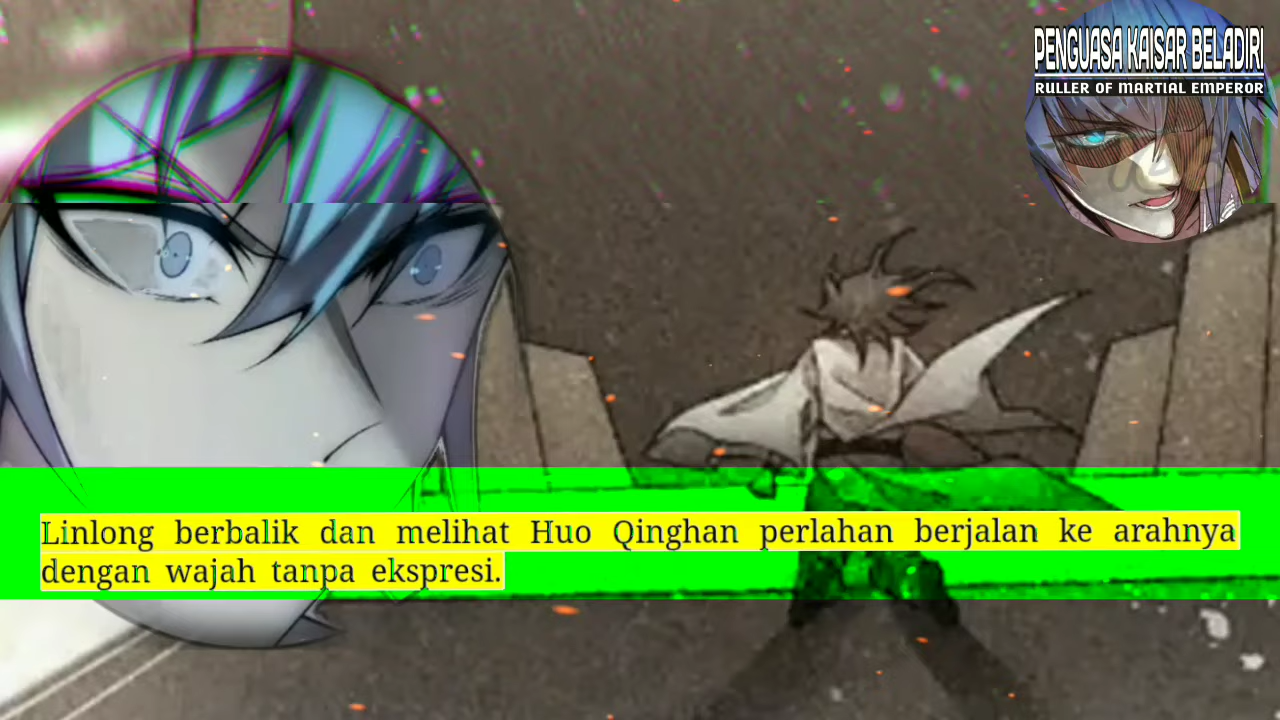 PENGUASA KAISAR BELADIRI
RULLER OF MARTIAL EMPEROR
Linlong berbalik dan melihat Huo Qinghan perlahan berjalan ke arahnya
dengan wajah tanpa ekspresi.